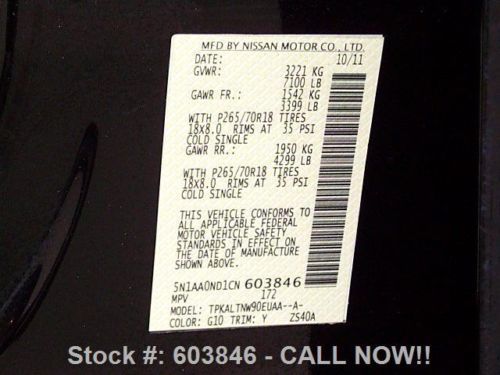 MFD BY NISSAN MOTOR CO., LTD.
DATE: 10/11
GVWR: 3221 KG
7100 LB
GAWR FR.: 1542 KG
3399 LB
WITH P265/70R18 TIRES
18x8.0 RIMS AT 35 PSI
COLD SINGLE
GAWR RR.: 1950 KG
4299 LB
WITH P265/70R18 TIRES
18x8.0 RIMS AT 35 PSI
COLD SINGLE
THIS VEHICLE CONFORMS TO
ALL APPLICABLE FEDERAL
MOTOR VEHICLE SAFETY
STANDARDS IN EFFECT ON
THE DATE OF MANUFACTURE
SHOWN ABOVE.
5N1AA0ND1CN 603846
MPV 172
MODEL: TPKALTNW90EUAA--A-
COLOR: G10 TRIM: Y ZS40A
Stock #: 603846 - CALL NOW!!